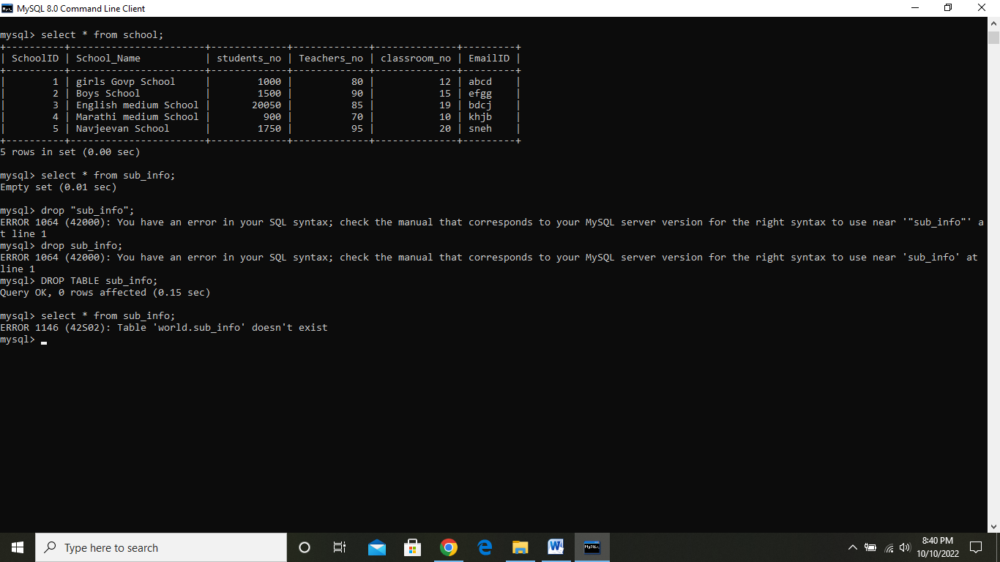 MySQL 8.0 Command Line Client
mysql> select * from school;
+----------+-----------------------+-------------+-------------+--------------+---------+
| SchoolID | School_Name           | students_no | Teachers_no | classroom_no | EmailID |
+----------+-----------------------+-------------+-------------+--------------+---------+
|        1 | girls Govp School     |        1000 |          80 |           12 | abcd    |
|        2 | Boys School           |        1500 |          90 |           15 | efgg    |
|        3 | English medium School |       20050 |          85 |           19 | bdcj    |
|        4 | Marathi medium School |         900 |          70 |           10 | khjb    |
|        5 | Navjeevan School      |        1750 |          95 |           20 | sneh    |
+----------+-----------------------+-------------+-------------+--------------+---------+
5 rows in set (0.00 sec)
mysql> select * from sub_info;
Empty set (0.01 sec)
mysql> drop "sub_info";
ERROR 1064 (42000): You have an error in your SQL syntax; check the manual that corresponds to your MySQL server version for the right syntax to use near '"sub_info"' a
t line 1
mysql> drop sub_info;
ERROR 1064 (42000): You have an error in your SQL syntax; check the manual that corresponds to your MySQL server version for the right syntax to use near 'sub_info' at
line 1
mysql> DROP TABLE sub_info;
Query OK, 0 rows affected (0.15 sec)
mysql> select * from sub_info;
ERROR 1146 (42S02): Table 'world.sub_info' doesn't exist
mysql>
Type here to search
8:40 PM
10/10/2022